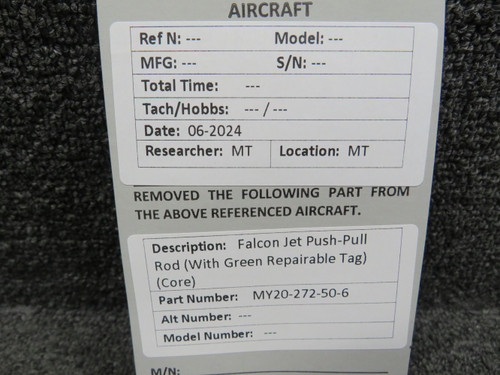 AIRCRAFT
Ref N: --- Model: ---
MFG: --- S/N: ---
Total Time: ---
Tach/Hobbs: --- / ---
Date: 06-2024
Researcher: MT Location: MT
REMOVED THE FOLLOWING PART FROM
THE ABOVE REFERENCED AIRCRAFT.
Description: Falcon Jet Push-Pull
Rod (With Green Repairable Tag)
(Core)
Part Number: MY20-272-50-6
Alt Number: ---
Model Number: ---
M/N: